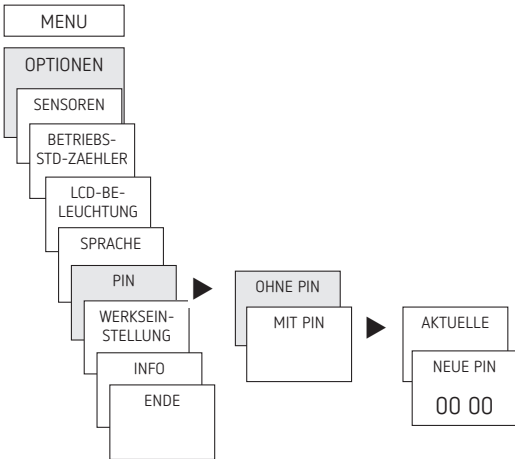 MENU
OPTIONEN
SENSOREN
BETRIEBS-
STD-ZAEHLER
LCD-BE-
LEUCHTUNG
SPRACHE
PIN
WERKSEIN-
STELLUNG
INFO
ENDE
OHNE PIN
MIT PIN
AKTUELLE
NEUE PIN
00 00